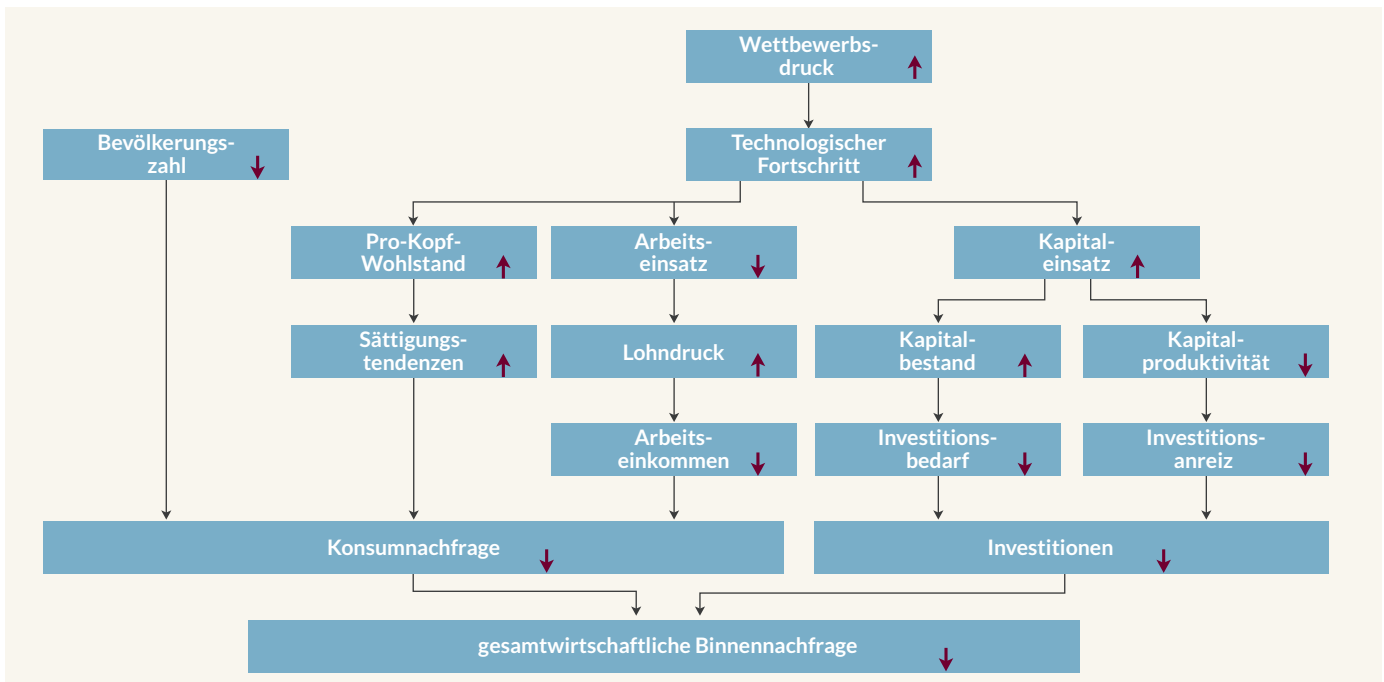 Wettbewerbs-
druck
Bevölkerungs-
zahl
Technologischer
Fortschritt
Pro-Kopf-
Wohlstand
Arbeits-
einsatz
Kapital-
einsatz
Sättigungs-
tendenzen
Lohndruck
Kapital-
bestand
Kapital-
produktivität
Arbeits-
einkommen
Investitions-
bedarf
Investitions-
anreiz
Konsumnachfrage
Investitionen
gesamtwirtschaftliche Binnennachfrage